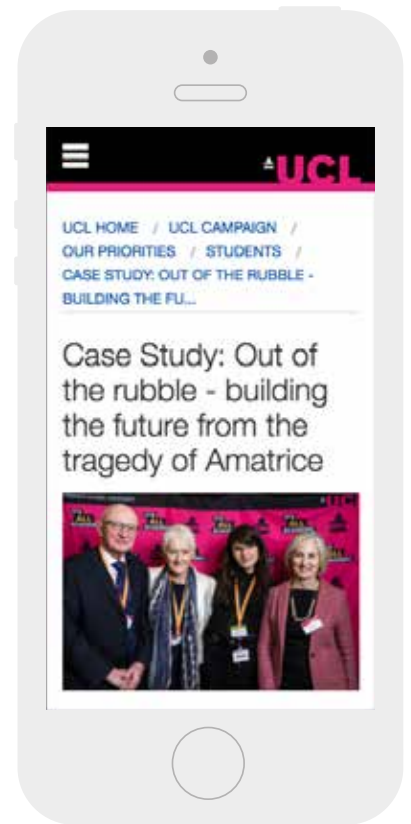 UCL
UCL HOME / UCL CAMPAIGN /
OUR PRIORITIES / STUDENTS /
CASE STUDY: OUT OF THE RUBBLE -
BUILDING THE FU...
Case Study: Out of
the rubble - building
the future from the
tragedy of Amatrice
UCL